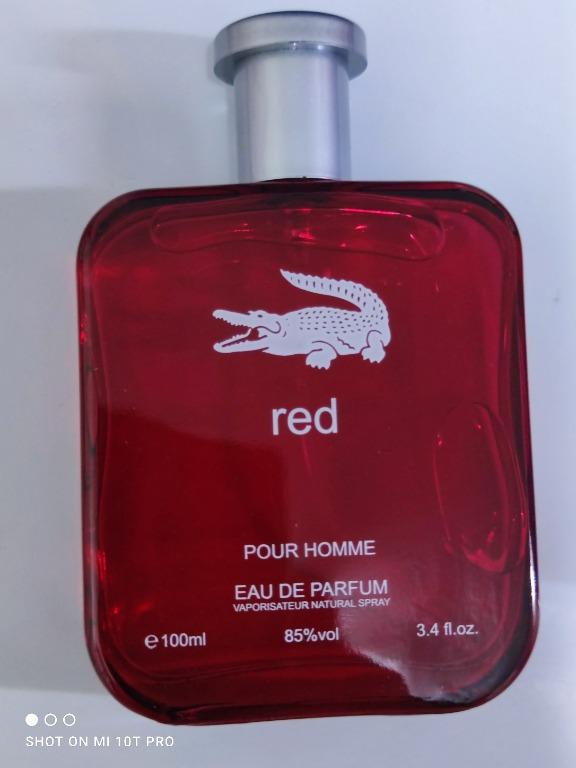 red
POUR HOMME
EAU DE PARFUM
VAPORISATEUR NATURAL SPRAY
℮100ml 85%vol 3.4 fl.oz.
SHOT ON MI 10T PRO